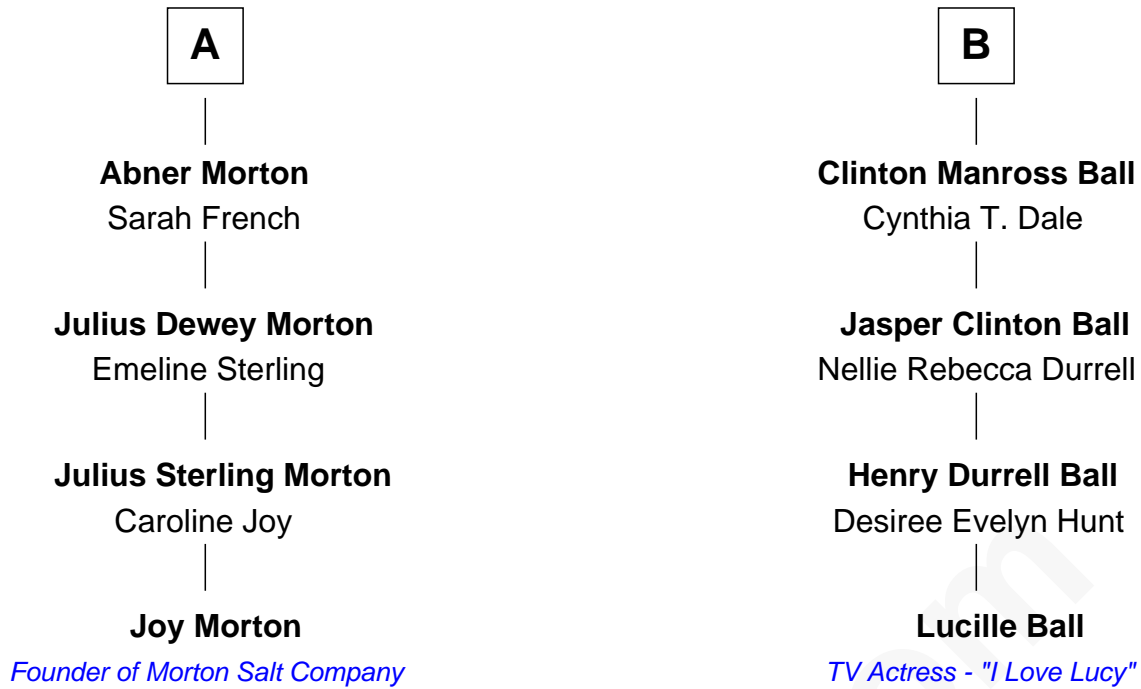 A
B
Abner Morton
Sarah French
Clinton Manross Ball
Cynthia T. Dale
Julius Dewey Morton
Emeline Sterling
Jasper Clinton Ball
Nellie Rebecca Durrell
Julius Sterling Morton
Caroline Joy
Henry Durrell Ball
Desiree Evelyn Hunt
Joy Morton
Founder of Morton Salt Company
Lucille Ball
TV Actress - "I Love Lucy"